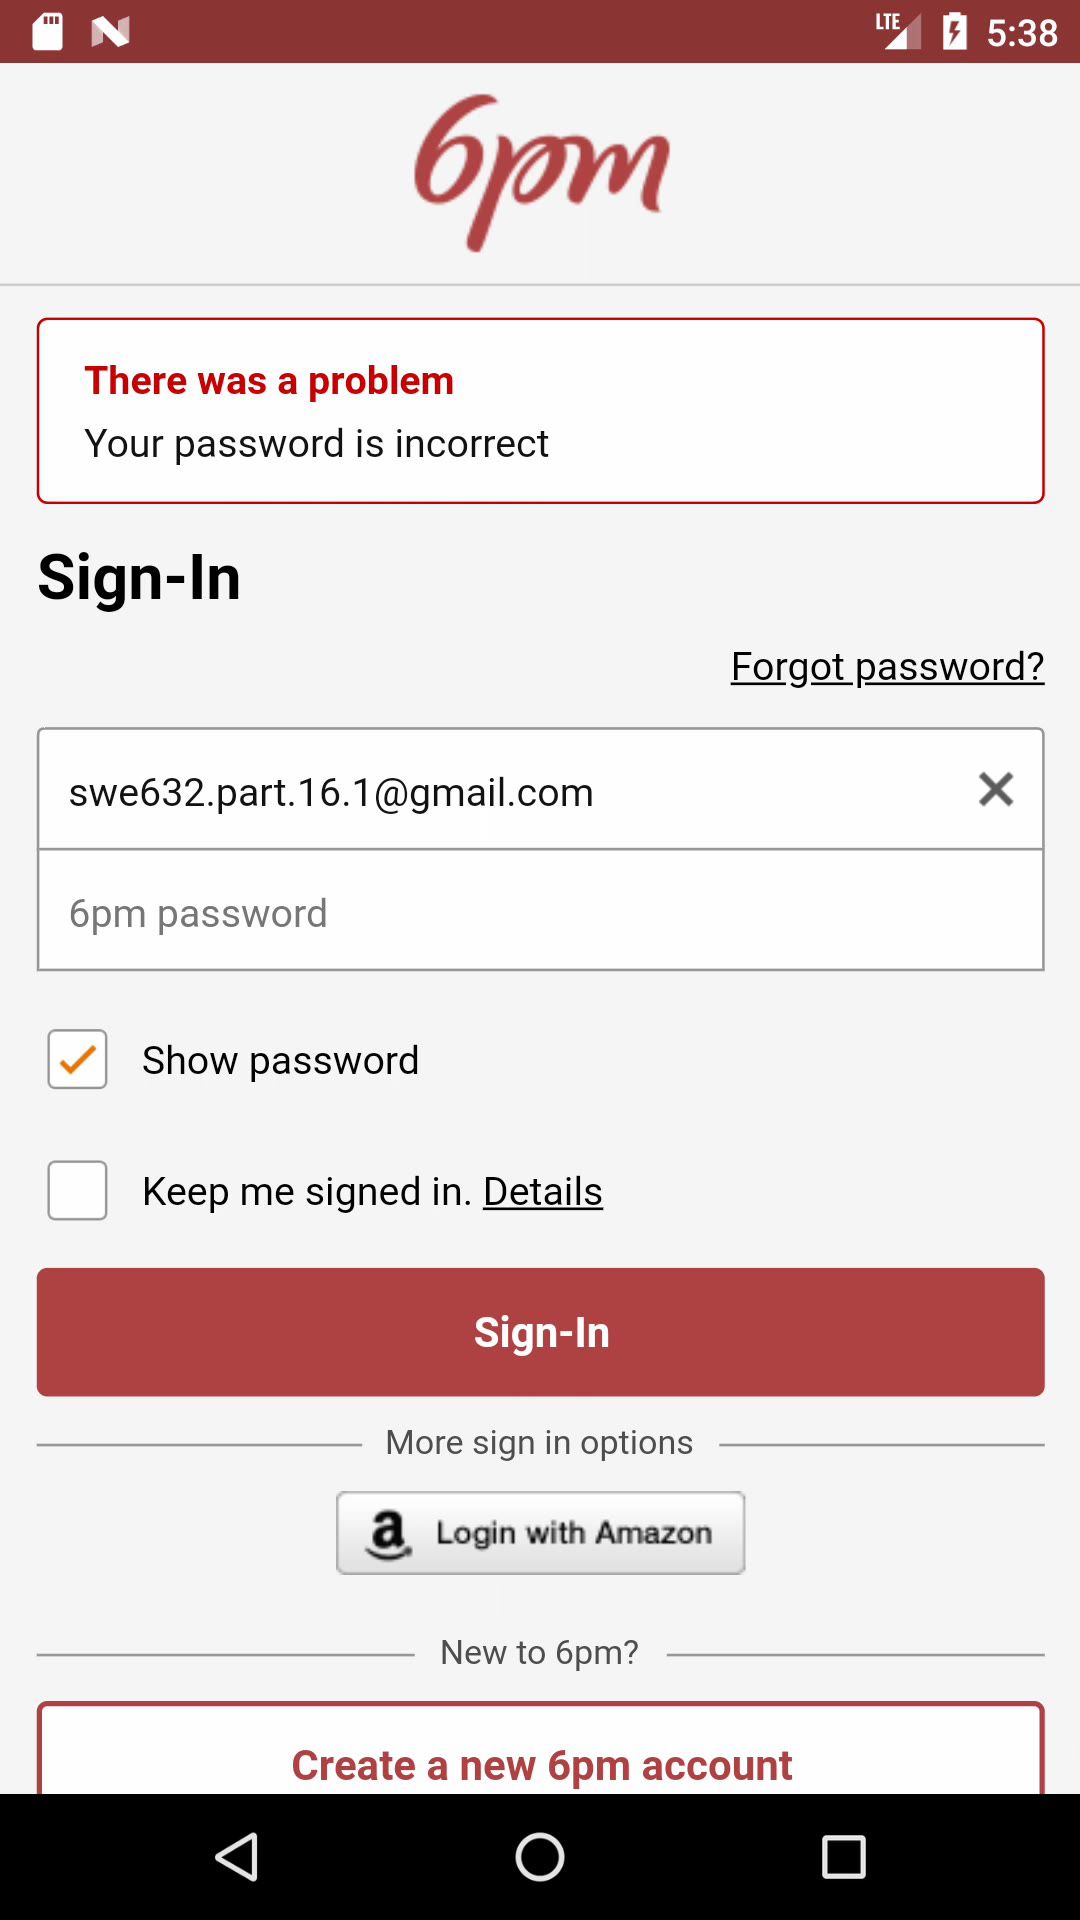 LTE 5:38
6pm
There was a problem
Your password is incorrect
Sign-In
Forgot password?
swe632.part.16.1@gmail.com
6pm password
Show password
Keep me signed in. Details
Sign-In
More sign in options
a Login with Amazon
New to 6pm?
Create a new 6pm account